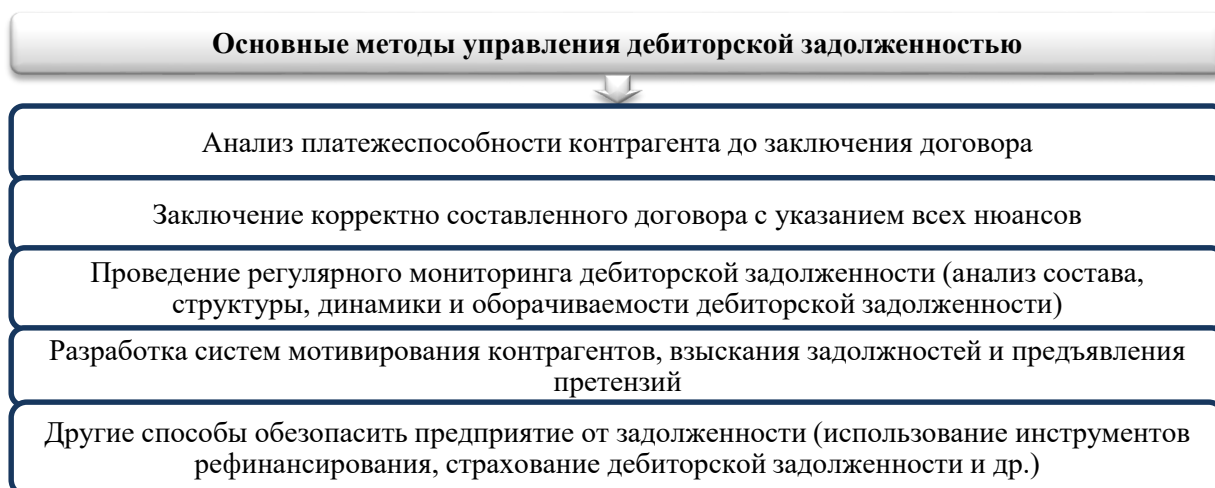 Основные методы управления дебиторской задолженностью
Анализ платежеспособности контрагента до заключения договора
Заключение корректно составленного договора с указанием всех нюансов
Проведение регулярного мониторинга дебиторской задолженности (анализ состава,
структуры, динамики и оборачиваемости дебиторской задолженности)
Разработка систем мотивирования контрагентов, взыскания задолжностей и предъявления
претензий
Другие способы обезопасить предприятие от задолженности (использование инструментов
рефинансирования, страхование дебиторской задолженности и др.)